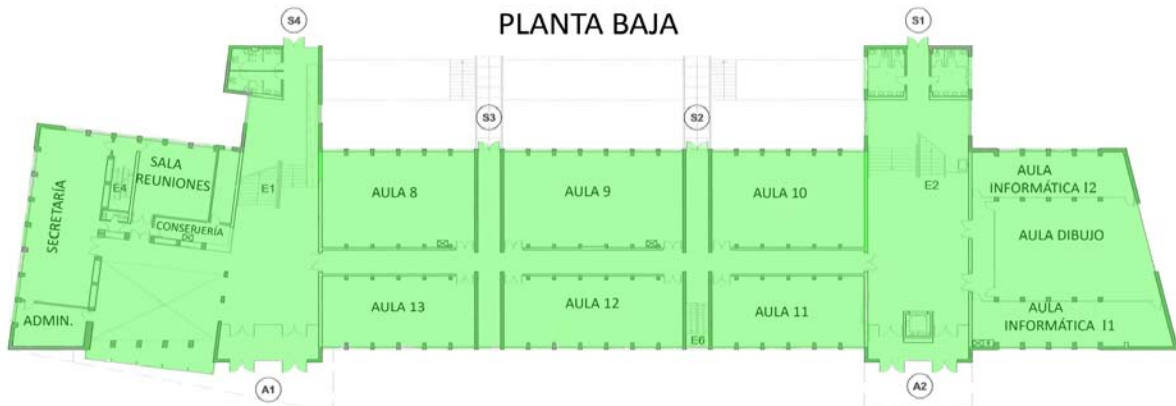 PLANTA BAJA
S4
S1
S3
S2
SECRETARÍA
E4
SALA
REUNIONES
CONSERJERÍA
ADMIN.
E1
AULA 8
AULA 9
AULA 10
AULA 13
AULA 12
AULA 11
E6
E2
AULA
INFORMÁTICA I2
AULA DIBUJO
AULA
INFORMÁTICA I1
A1
A2